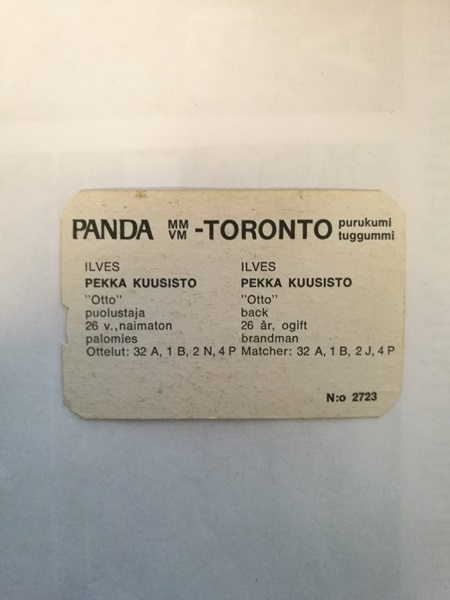 PANDA MM VM -TORONTO purukumi tuggummi
ILVES
PEKKA KUUSISTO
"Otto"
puolustaja
26 v., naimaton
palomies
Ottelut: 32 A, 1 B, 2 N, 4 P
ILVES
PEKKA KUUSISTO
"Otto"
back
26 år, ogift
brandman
Matcher: 32 A, 1 B, 2 J, 4 P
N:o 2723